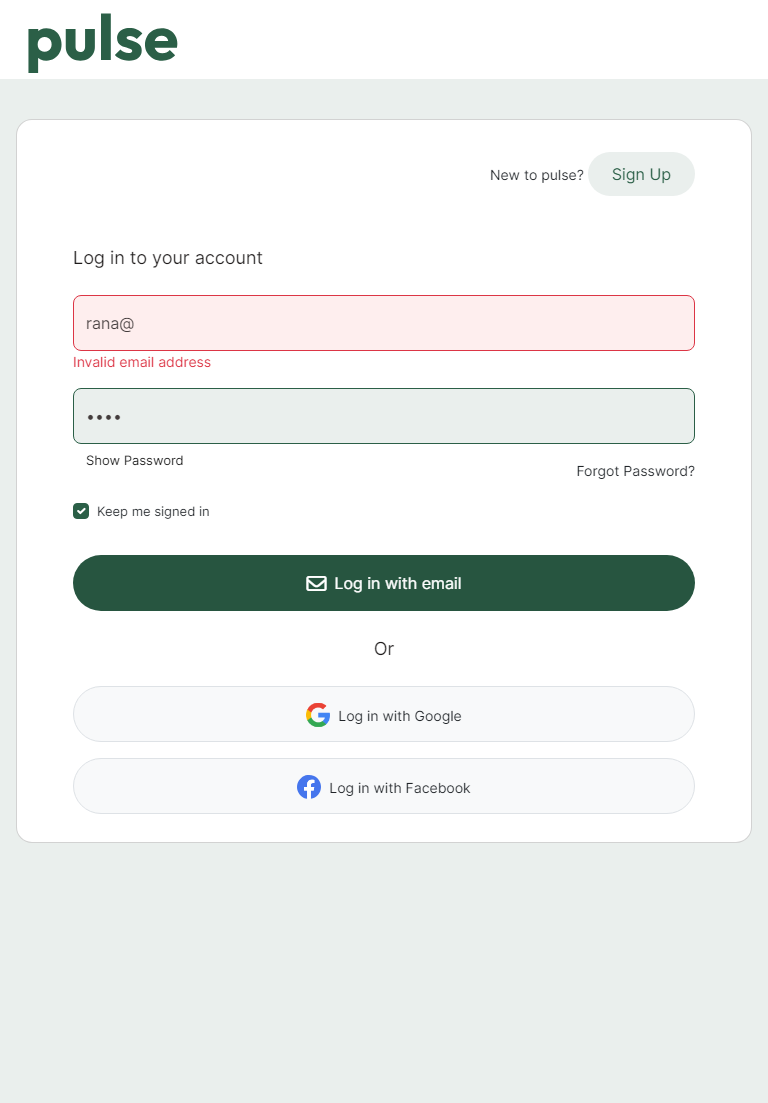 pulse
New to pulse? Sign Up
Log in to your account
rana@
Invalid email address
••••
Show Password
Forgot Password?
Keep me signed in
Log in with email
Or
Log in with Google
Log in with Facebook